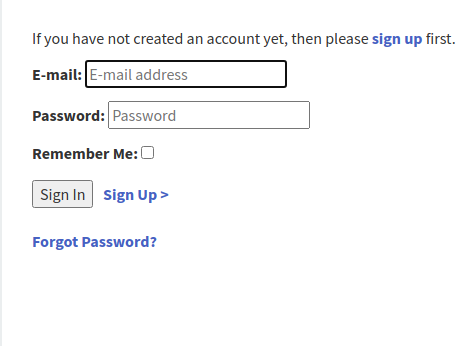 If you have not created an account yet, then please sign up first.
E-mail: E-mail address
Password: Password
Remember Me:
Sign In Sign Up >
Forgot Password?